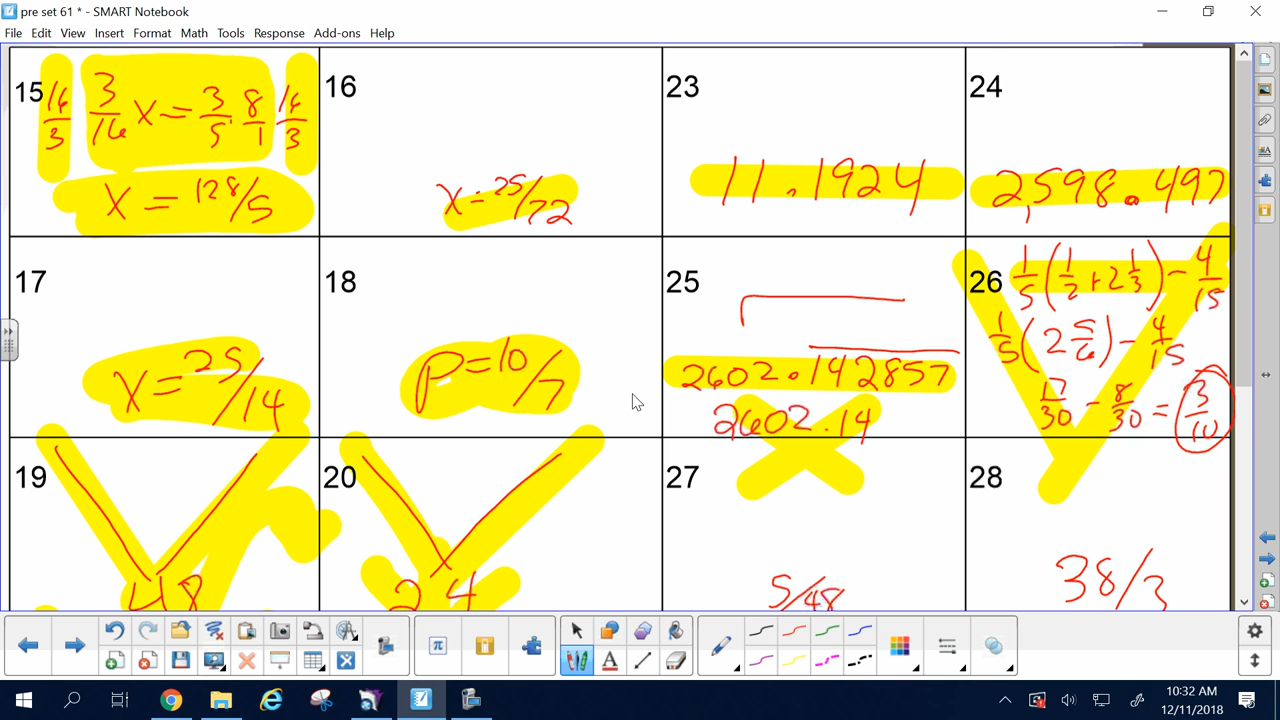 pre set 61 * - SMART Notebook
File Edit View Insert Format Math Tools Response Add-ons Help
15
16/3 3/16 x = 3/5 · 8/1 16/3
x = 128/5
16
x = 25/72
23
11.1924
24
2,598.497
17
x = 25/14
18
p = 10/7
25
2602.142857
2602.14
26
1/5 (1/2 + 2 1/3) - 4/15
1/5 (2 5/6) - 4/15
17/30 - 8/30 = 3/10
19
48
20
24
27
5/48
28
38/3
π
A
10:32 AM
12/11/2018